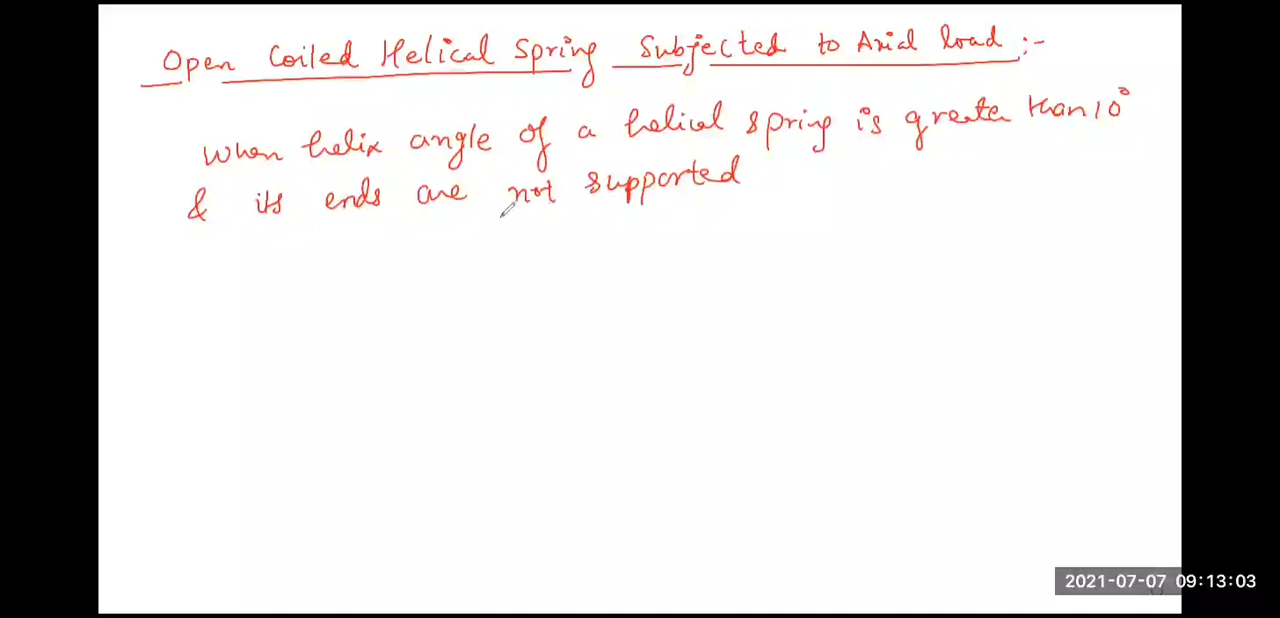 Open Coiled Helical Spring Subjected to Axial load :-
When helix angle of a helical spring is greater than 10°
& its ends are not supported
2021-07-07 09:13:03